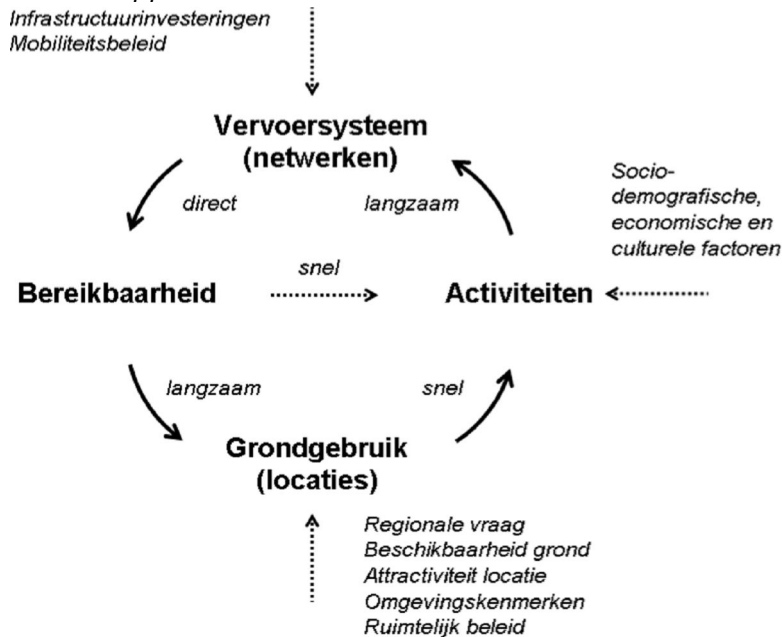 Infrastructuurinvesteringen
Mobiliteitsbeleid
Vervoersysteem
(netwerken)
direct
langzaam
Socio-
demografische,
economische en
culturele factoren
snel
Bereikbaarheid
Activiteiten
langzaam
snel
Grondgebruik
(locaties)
Regionale vraag
Beschikbaarheid grond
Attractiviteit locatie
Omgevingskenmerken
Ruimtelijk beleid